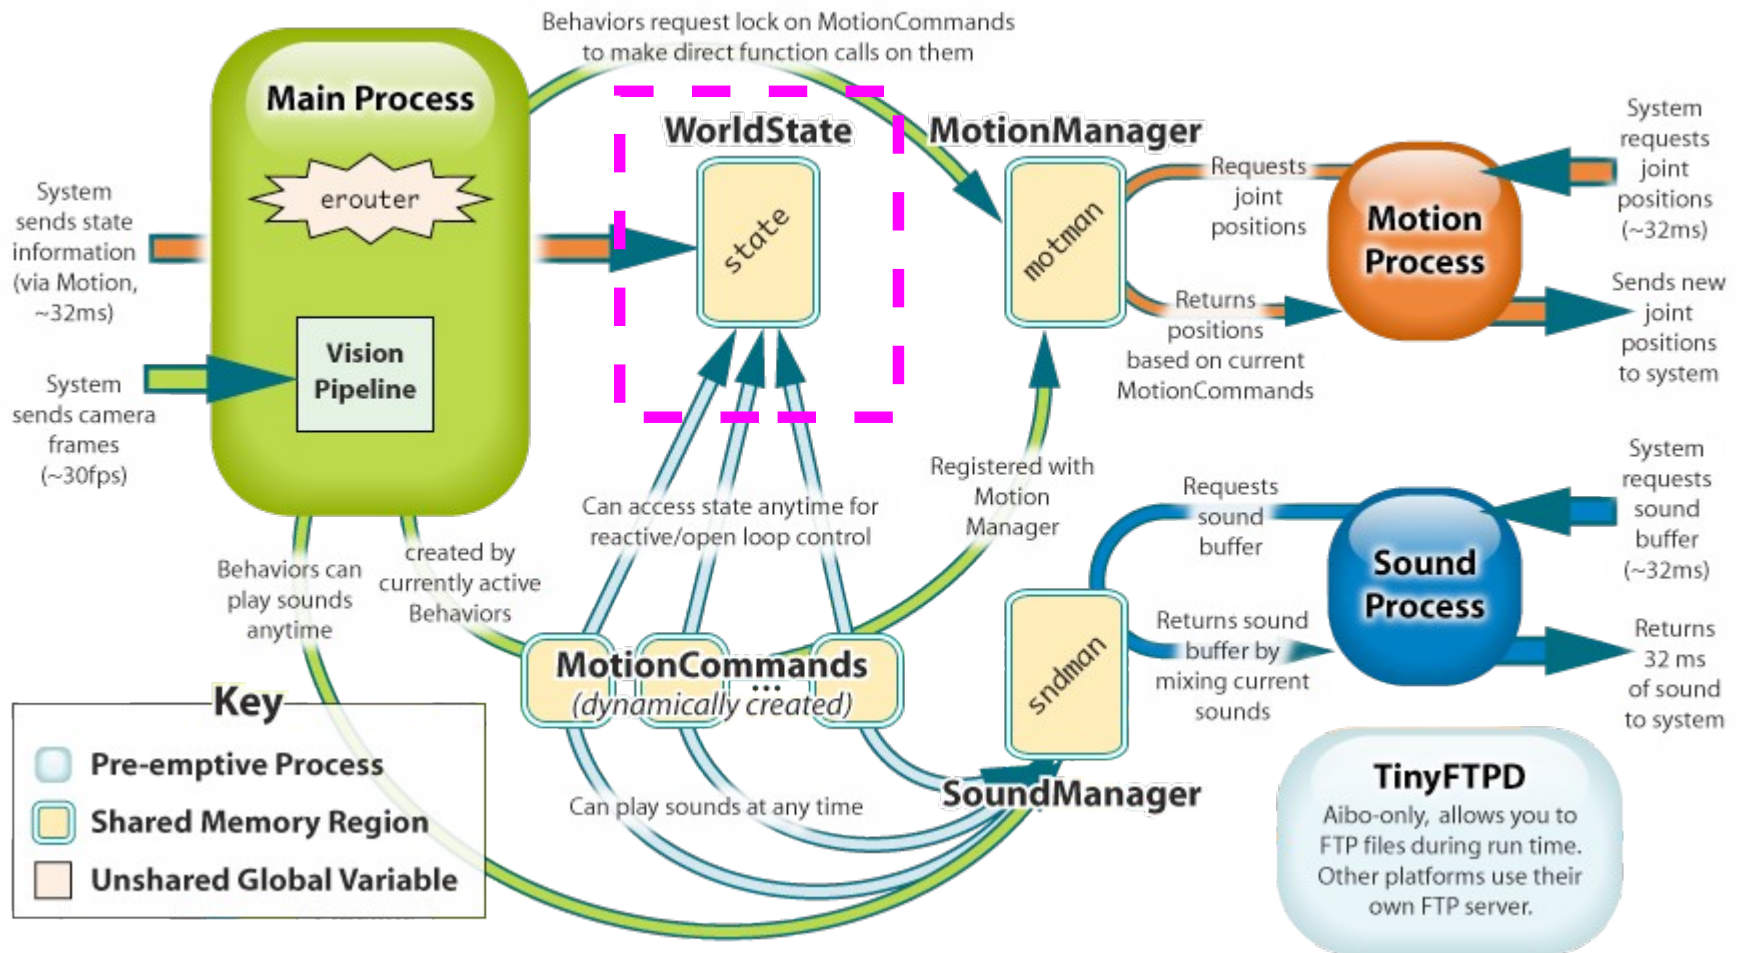 Behaviors request lock on MotionCommands
to make direct function calls on them
Main Process
erouter
Vision
Pipeline
System
sends state
information
(via Motion,
~32ms)
System
sends camera
frames
(~30fps)
WorldState
state
MotionManager
motman
Requests
joint
positions
Returns
positions
based on current
MotionCommands
Motion
Process
System
requests
joint
positions
(~32ms)
Sends new
joint
positions
to system
Can access state anytime for
reactive/open loop control
Registered with
Motion
Manager
Behaviors can
play sounds
anytime
created by
currently active
Behaviors
MotionCommands
...
(dynamically created)
Can play sounds at any time
sndman
SoundManager
Requests
sound
buffer
Returns sound
buffer by
mixing current
sounds
Sound
Process
System
requests
sound
buffer
(~32ms)
Returns
32 ms
of sound
to system
Key
Pre-emptive Process
Shared Memory Region
Unshared Global Variable
TinyFTPD
Aibo-only, allows you to
FTP files during run time.
Other platforms use their
own FTP server.